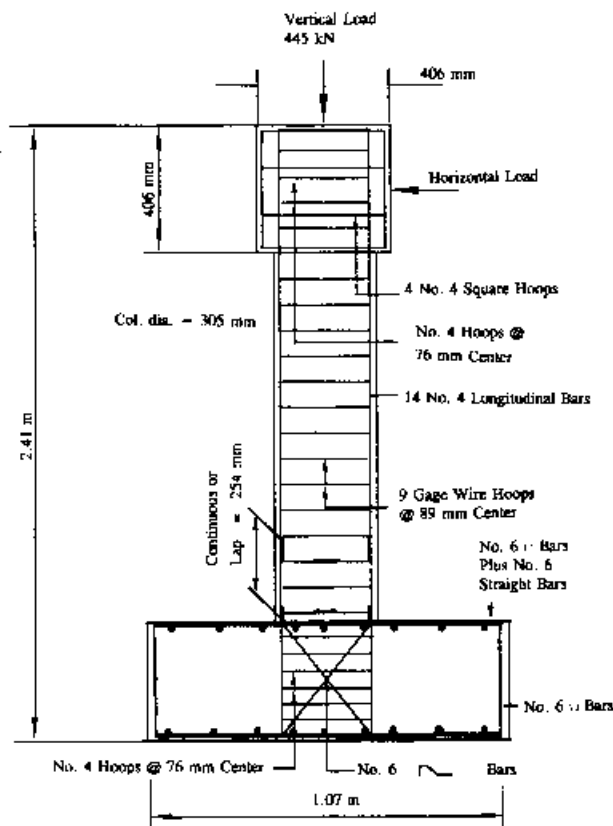 Vertical Load
445 kN
406 mm
406 mm
Horizontal Load
4 No. 4 Square Hoops
Col. dia. = 305 mm
No. 4 Hoops @
76 mm Center
14 No. 4 Longitudinal Bars
2.41 m
Continuous or
Lap = 254 mm
9 Gage Wire Hoops
@ 89 mm Center
No. 6 Bars
Plus No. 6
Straight Bars
No. 6 Bars
No. 4 Hoops @ 76 mm Center
No. 6 Bars
1.07 m